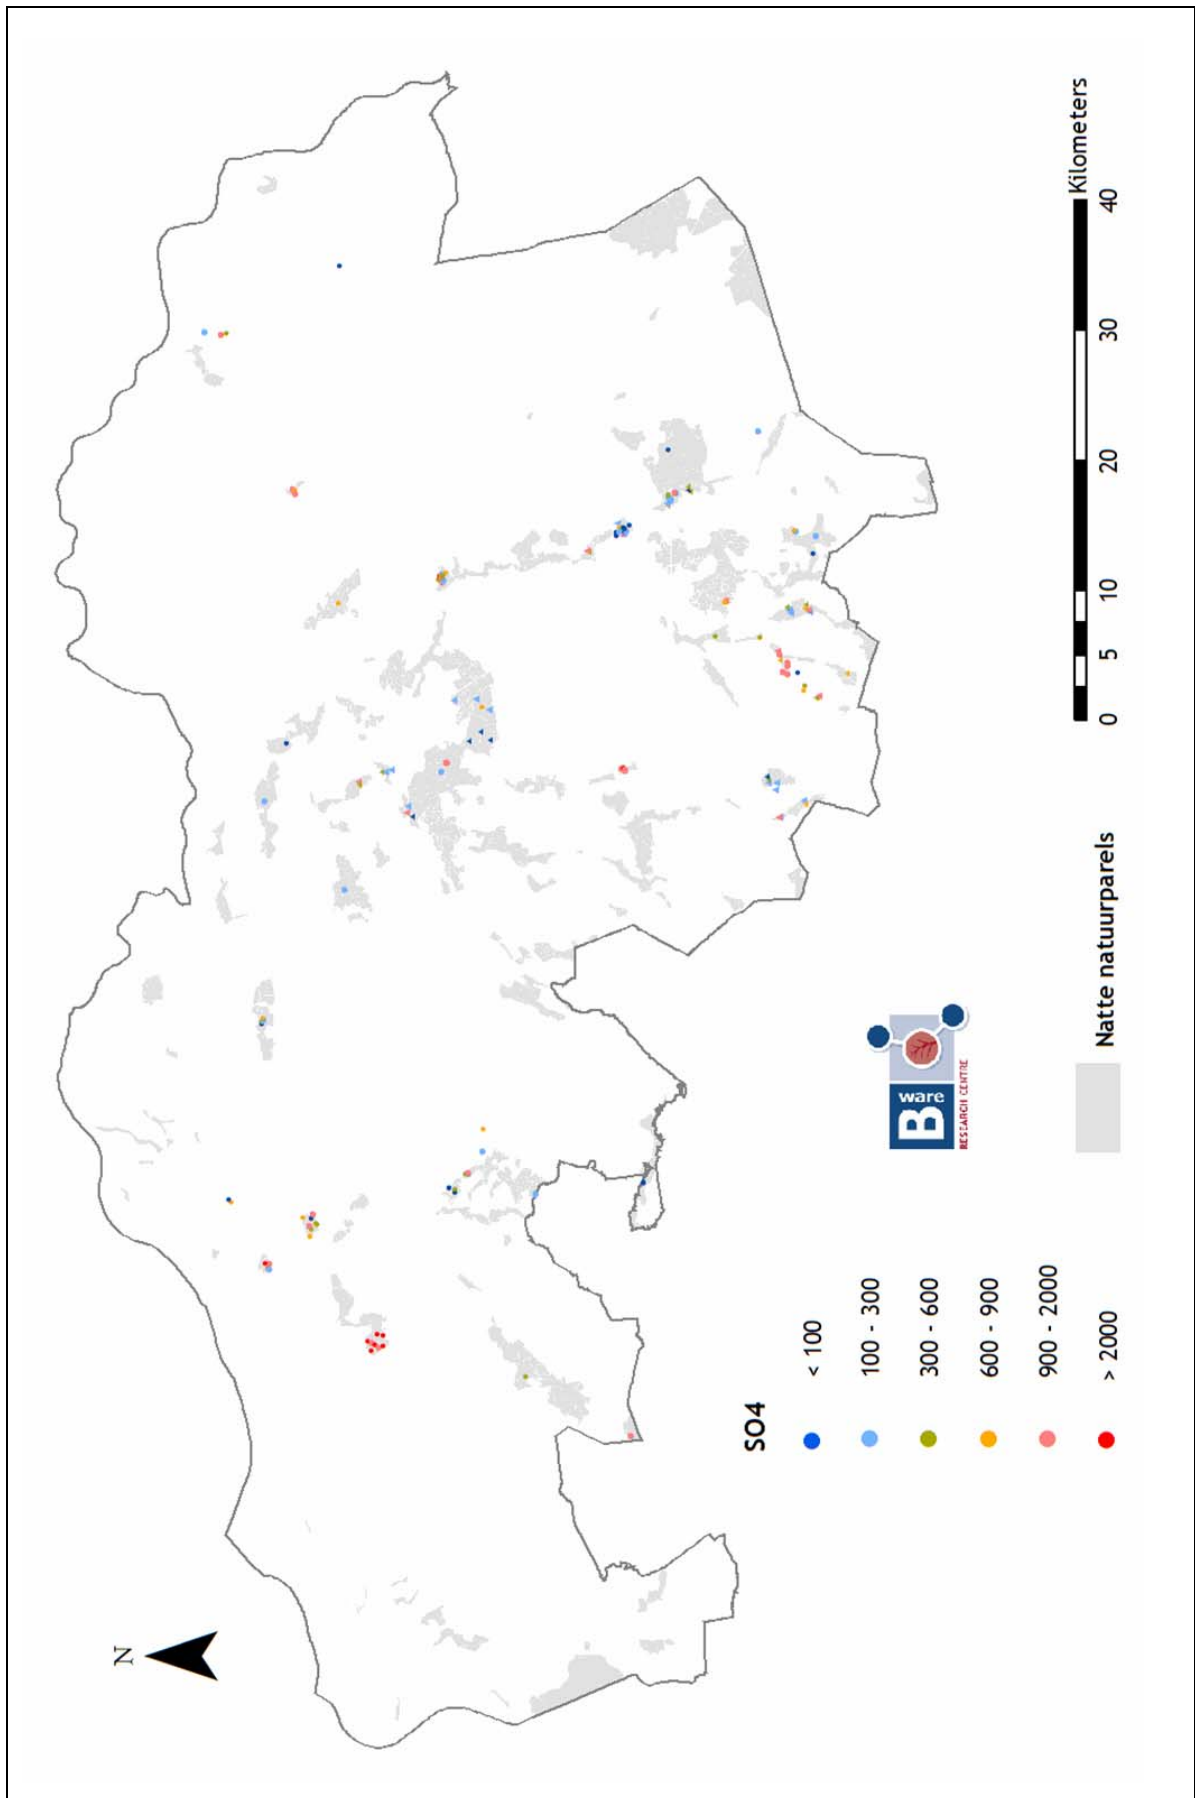 N
SO4
< 100
100 - 300
300 - 600
600 - 900
900 - 2000
> 2000
B ware
RESEARCH CENTRE
Natte natuurparels
0 5 10 20 30 40
Kilometers